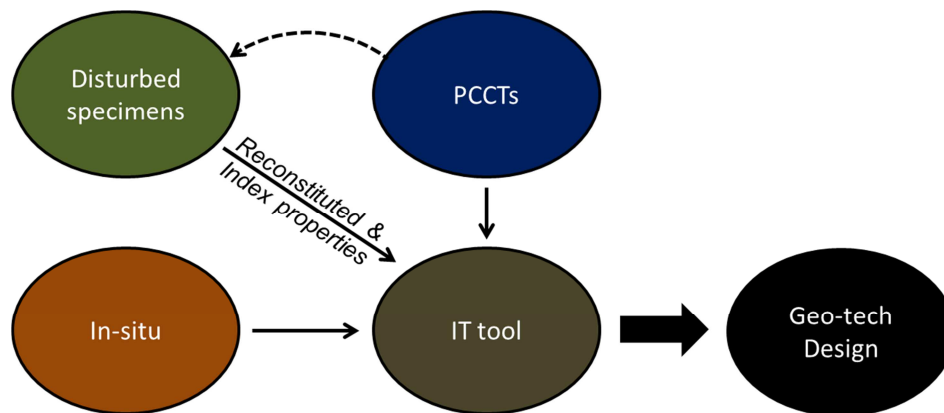 Disturbed
specimens
PCCTs
Reconstituted &
Index properties
In-situ
IT tool
Geo-tech
Design